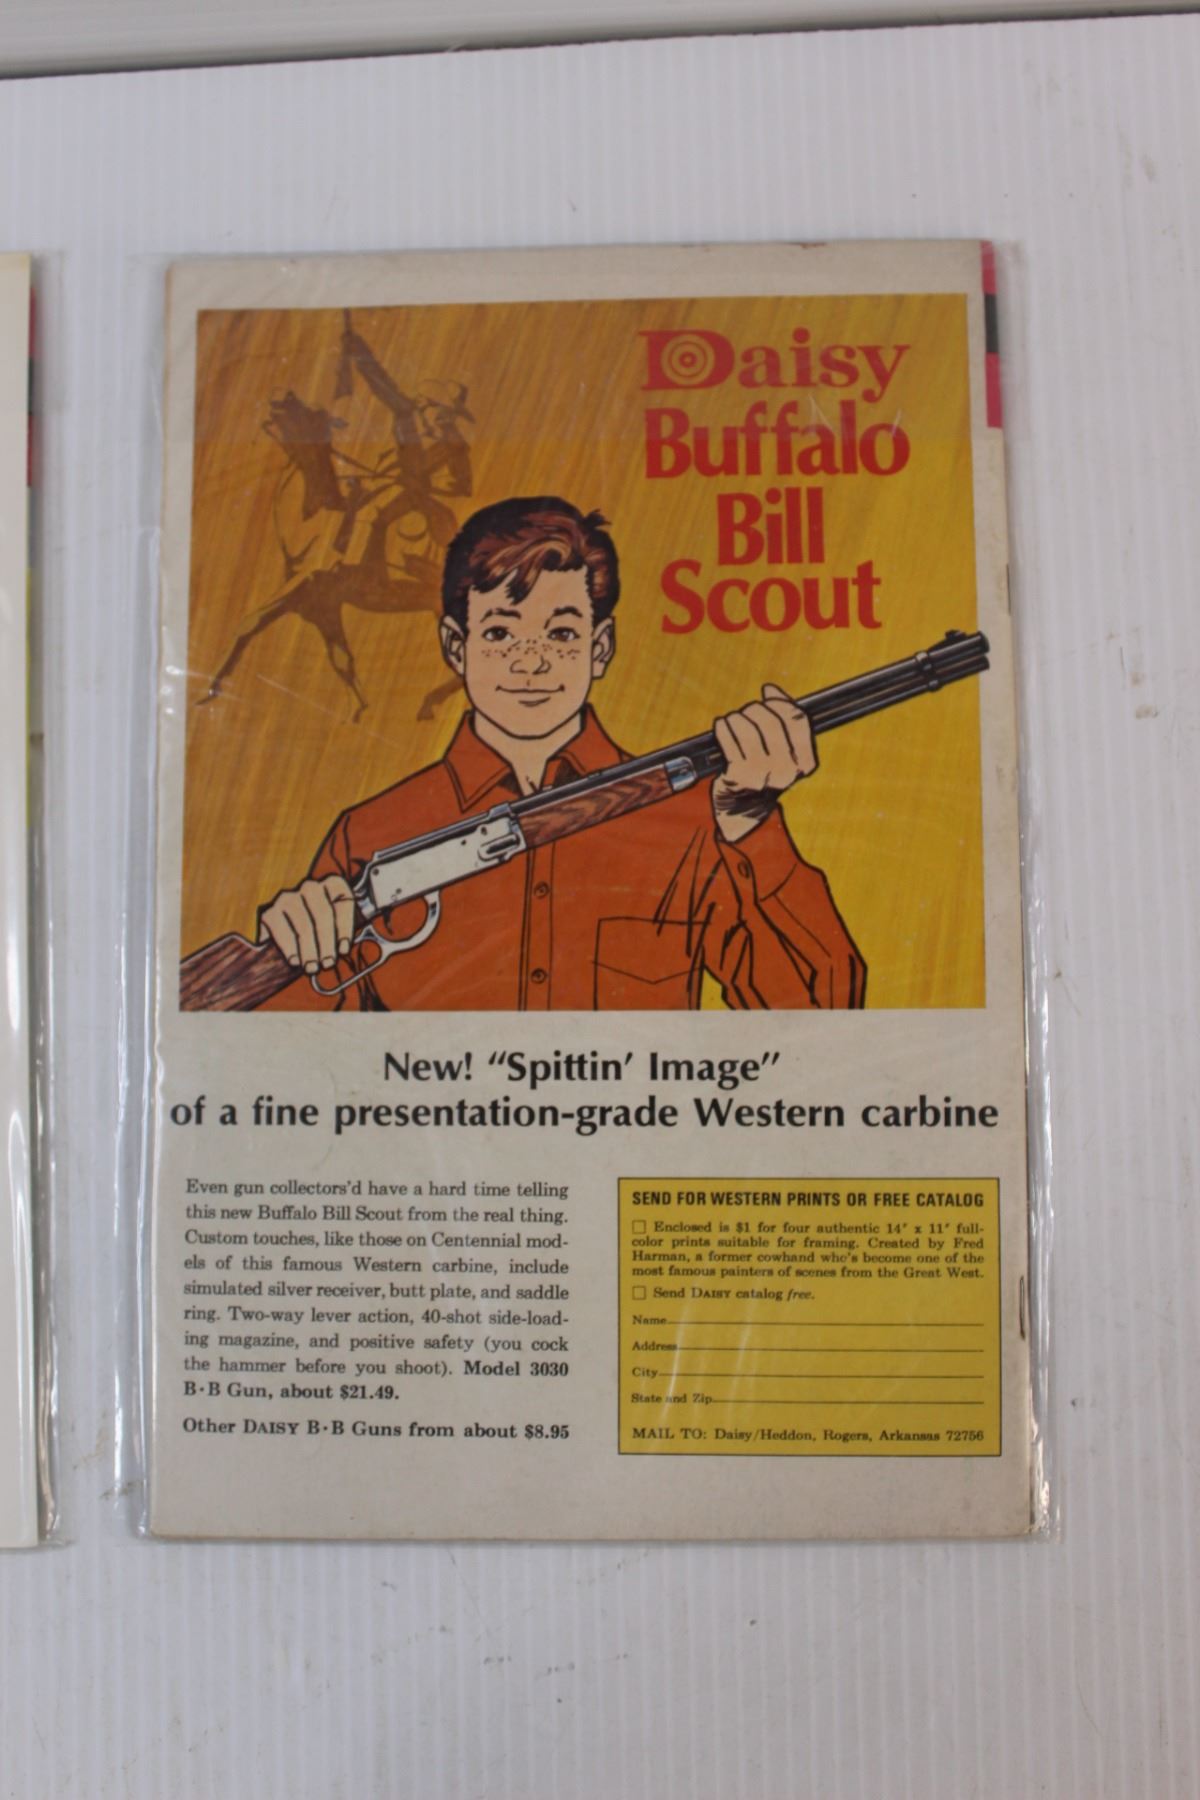 Daisy
Buffalo
Bill
Scout
New! “Spittin’ Image”
of a fine presentation-grade Western carbine
Even gun collectors’d have a hard time telling
this new Buffalo Bill Scout from the real thing.
Custom touches, like those on Centennial mod-
els of this famous Western carbine, include
simulated silver receiver, butt plate, and saddle
ring. Two-way lever action, 40-shot side-load-
ing magazine, and positive safety (you cock
the hammer before you shoot). Model 3030
B·B Gun, about $21.49.
Other DAISY B·B Guns from about $8.95
SEND FOR WESTERN PRINTS OR FREE CATALOG
☐ Enclosed is $1 for four authentic 14″ x 11″ full-
color prints suitable for framing. Created by Fred
Harman, a former cowhand who’s become one of the
most famous painters of scenes from the Great West.
☐ Send DAISY catalog free.
Name
Address
City
State and Zip
MAIL TO: Daisy/Heddon, Rogers, Arkansas 72756